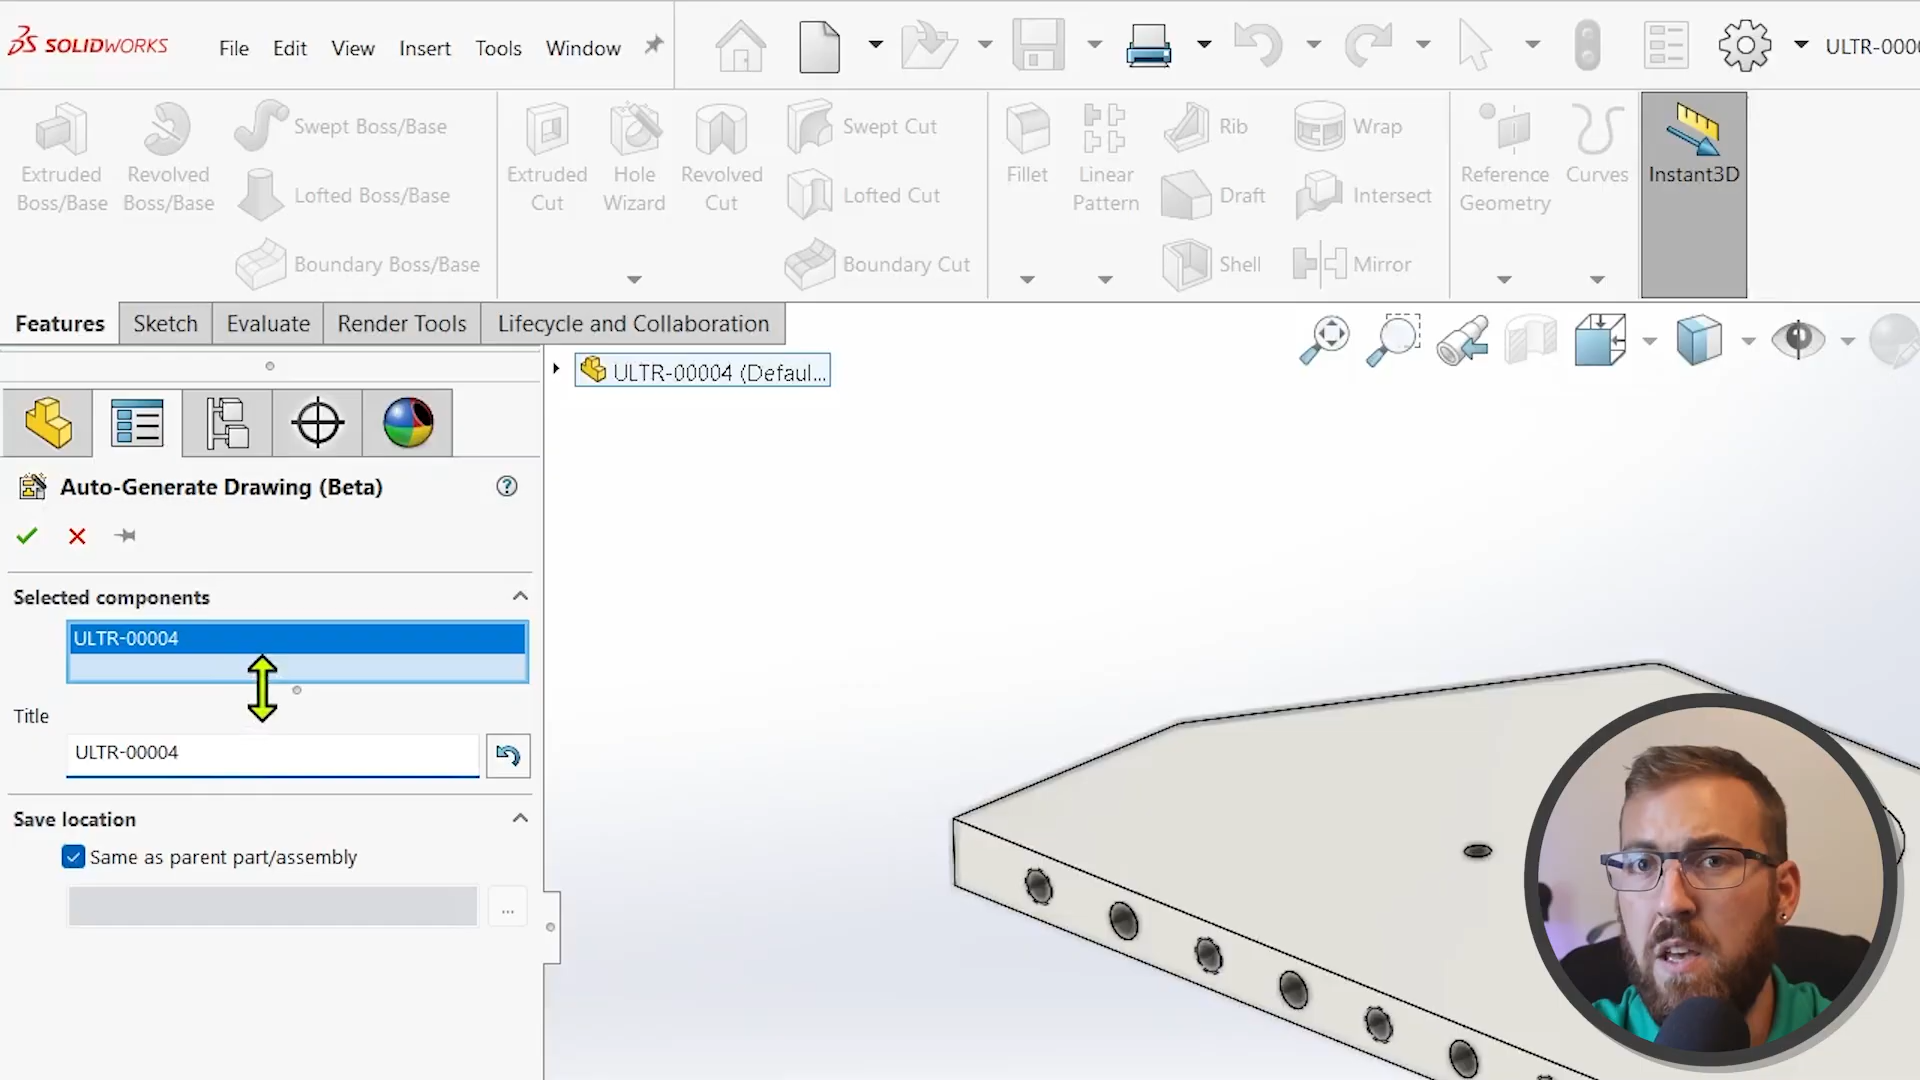 SOLIDWORKS File Edit View Insert Tools Window ULTR-000
Extruded Boss/Base
Revolved Boss/Base
Swept Boss/Base
Lofted Boss/Base
Boundary Boss/Base
Extruded Cut
Hole Wizard
Revolved Cut
Swept Cut
Lofted Cut
Boundary Cut
Fillet
Linear Pattern
Rib
Draft
Shell
Wrap
Intersect
Mirror
Reference Geometry
Curves
Instant3D
Features Sketch Evaluate Render Tools Lifecycle and Collaboration
ULTR-00004 (Defaul...
Auto-Generate Drawing (Beta)
Selected components
ULTR-00004
Title
ULTR-00004
Save location
Same as parent part/assembly
...